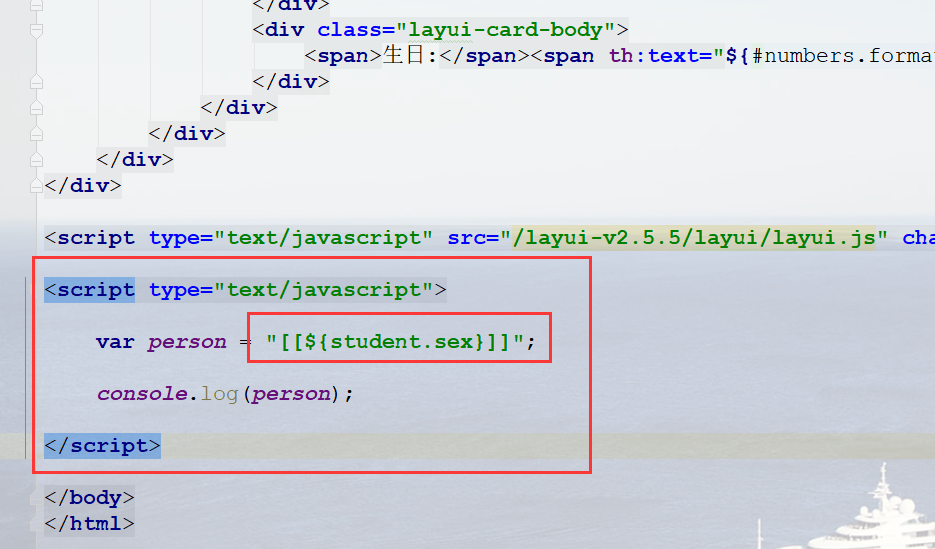 </div>
<div class="layui-card-body">
<span>生日:</span><span th:text="${#numbers.forma
</div>
</div>
</div>
</div>
</div>
<script type="text/javascript" src="/layui-v2.5.5/layui/layui.js" cha
<script type="text/javascript">
var person = "[[${student.sex}]]";
console.log(person);
</script>
</body>
</html>